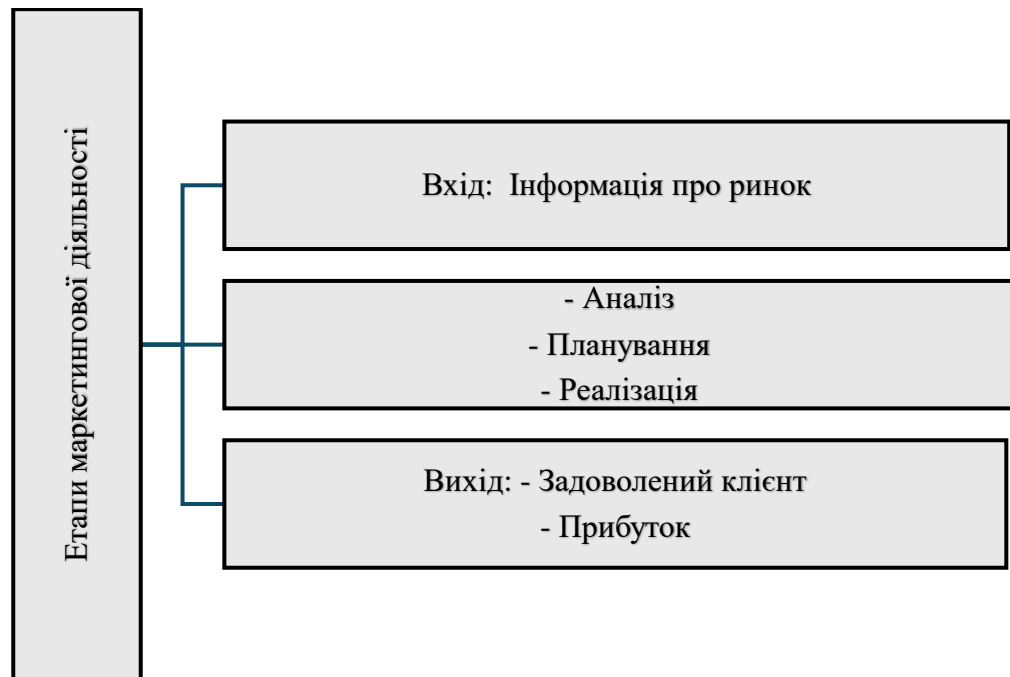 Етапи маркетингової діяльності
Вхід:  Інформація про ринок
- Аналіз
- Планування
- Реалізація
Вихід: - Задоволений клієнт
- Прибуток